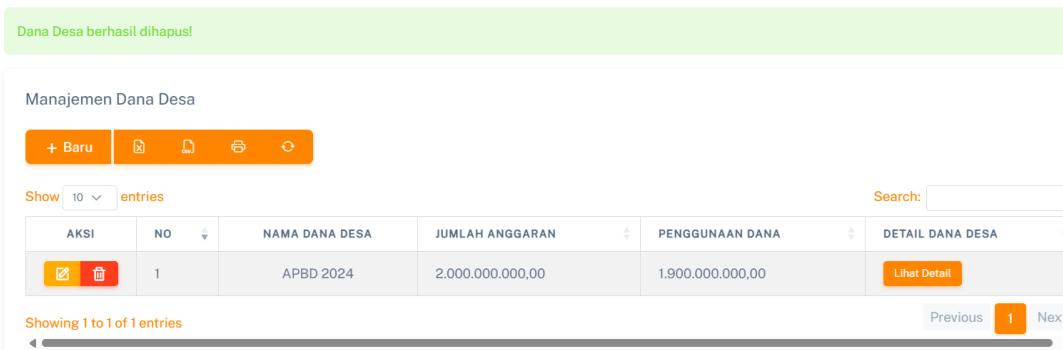 Dana Desa berhasil dihapus!
Manajemen Dana Desa
+ Baru
Show 10 entries Search:
AKSI NO NAMA DANA DESA JUMLAH ANGGARAN PENGGUNAAN DANA DETAIL DANA DESA
1 APBD 2024 2.000.000.000,00 1.900.000.000,00 Lihat Detail
Showing 1 to 1 of 1 entries Previous 1 Nex